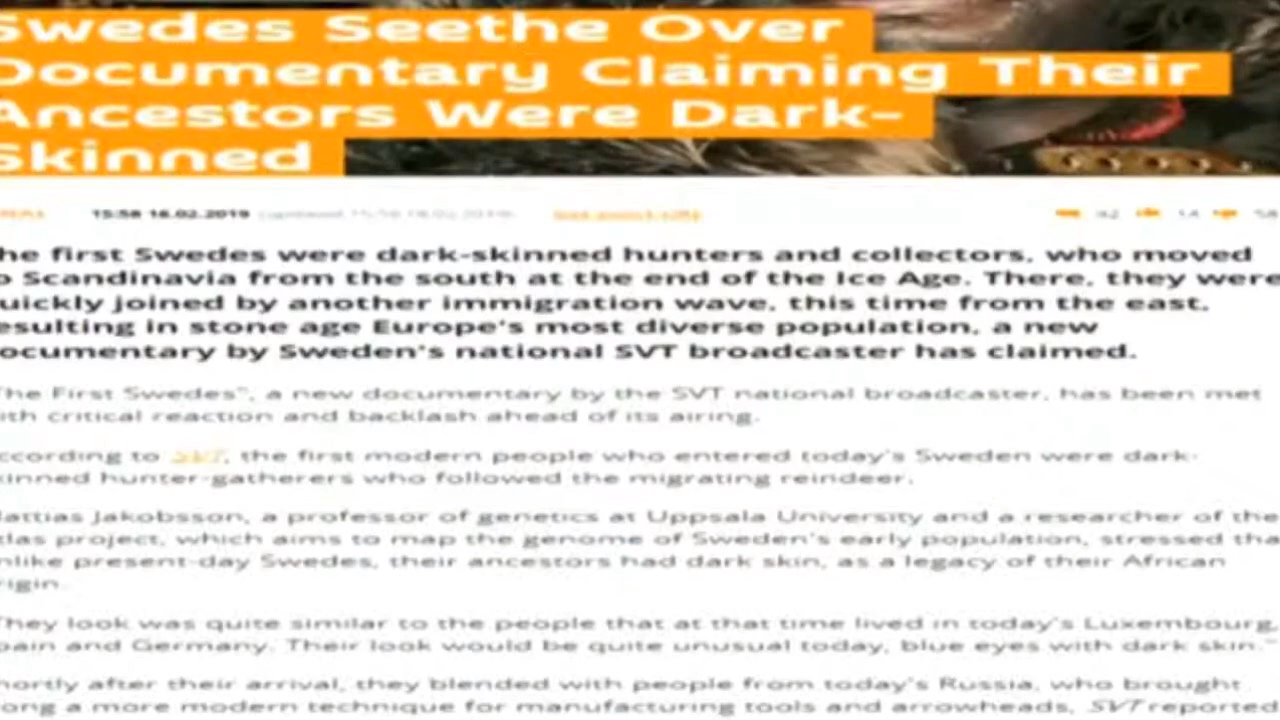 Swedes Seethe Over
Documentary Claiming Their
Ancestors Were Dark-
Skinned
15:58 16.02.2019
42 14 58
he first Swedes were dark-skinned hunters and collectors, who moved
o Scandinavia from the south at the end of the Ice Age. There, they were
uickly joined by another immigration wave, this time from the east,
esulting in stone age Europe's most diverse population, a new
ocumentary by Sweden's national SVT broadcaster has claimed.
The First Swedes", a new documentary by the SVT national broadcaster, has been met
ith critical reaction and backlash ahead of its airing.
ccording to SVT, the first modern people who entered today's Sweden were dark-
kinned hunter-gatherers who followed the migrating reindeer.
attias Jakobsson, a professor of genetics at Uppsala University and a researcher of the
tlas project, which aims to map the genome of Sweden's early population, stressed tha
nlike present-day Swedes, their ancestors had dark skin, as a legacy of their African
rigin.
They look was quite similar to the people that at that time lived in today's Luxembourg,
pain and Germany. Their look would be quite unusual today, blue eyes with dark skin."
hortly after their arrival, they blended with people from today's Russia, who brought
ong a more modern technique for manufacturing tools and arrowheads, SVT reported